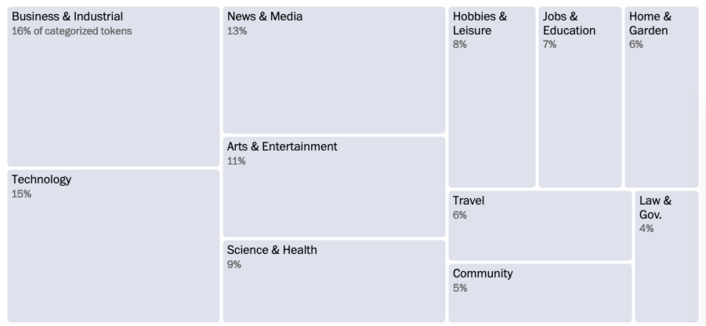 Business & Industrial
16% of categorized tokens
Technology
15%
News & Media
13%
Arts & Entertainment
11%
Science & Health
9%
Hobbies &
Leisure
8%
Jobs &
Education
7%
Home &
Garden
6%
Travel
6%
Community
5%
Law &
Gov.
4%